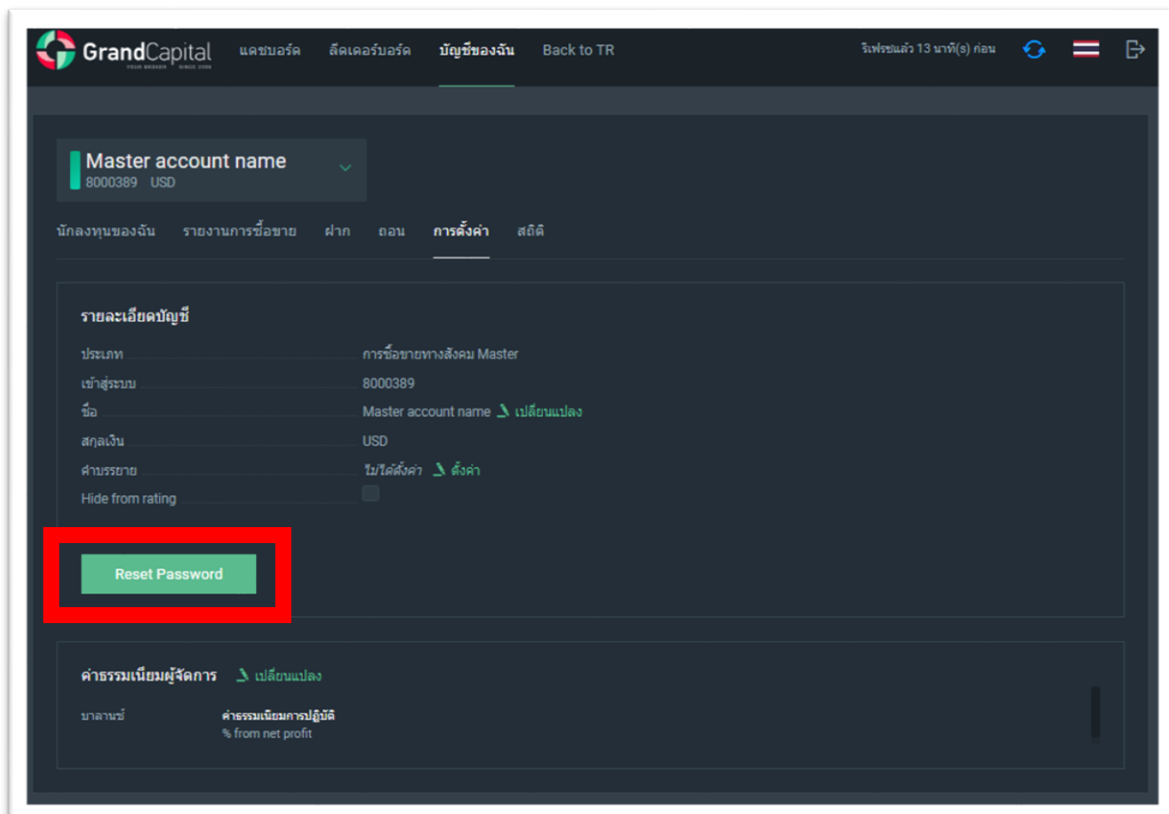 GrandCapital แดชบอร์ด ลีดเดอร์บอร์ด บัญชีของฉัน Back to TR รีเฟรชแล้ว 13 นาที(s) ก่อน
YOUR BROKER SINCE 2006
Master account name
8000389 USD
นักลงทุนของฉัน รายงานการซื้อขาย ฝาก ถอน การตั้งค่า สถิติ
รายละเอียดบัญชี
ประเภท การซื้อขายทางสังคม Master
เข้าสู่ระบบ 8000389
ชื่อ Master account name เปลี่ยนแปลง
สกุลเงิน USD
คำบรรยาย ไม่ได้ตั้งค่า ตั้งค่า
Hide from rating
Reset Password
ค่าธรรมเนียมผู้จัดการ เปลี่ยนแปลง
บาลานซ์ ค่าธรรมเนียมการปฏิบัติ
% from net profit